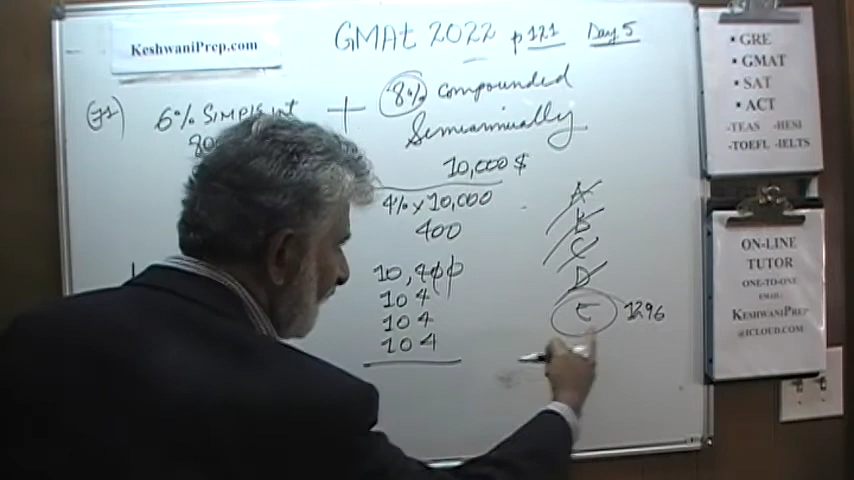 KeshwaniPrep.com
GMAt 2022 p 121 Day 5
6% SIMPLE int + 8% compounded
Semiannually
10,000 $
4% x 10,000
400
10,400
104
104
104
A
B
C
D
E 1296
• GRE
• GMAT
• SAT
• ACT
-TEAS -HESI
-TOEFL -IELTS
ON-LINE
TUTOR
ONE-TO-ONE
EMAIL:
KESHWANIPREP
@ICLOUD.COM